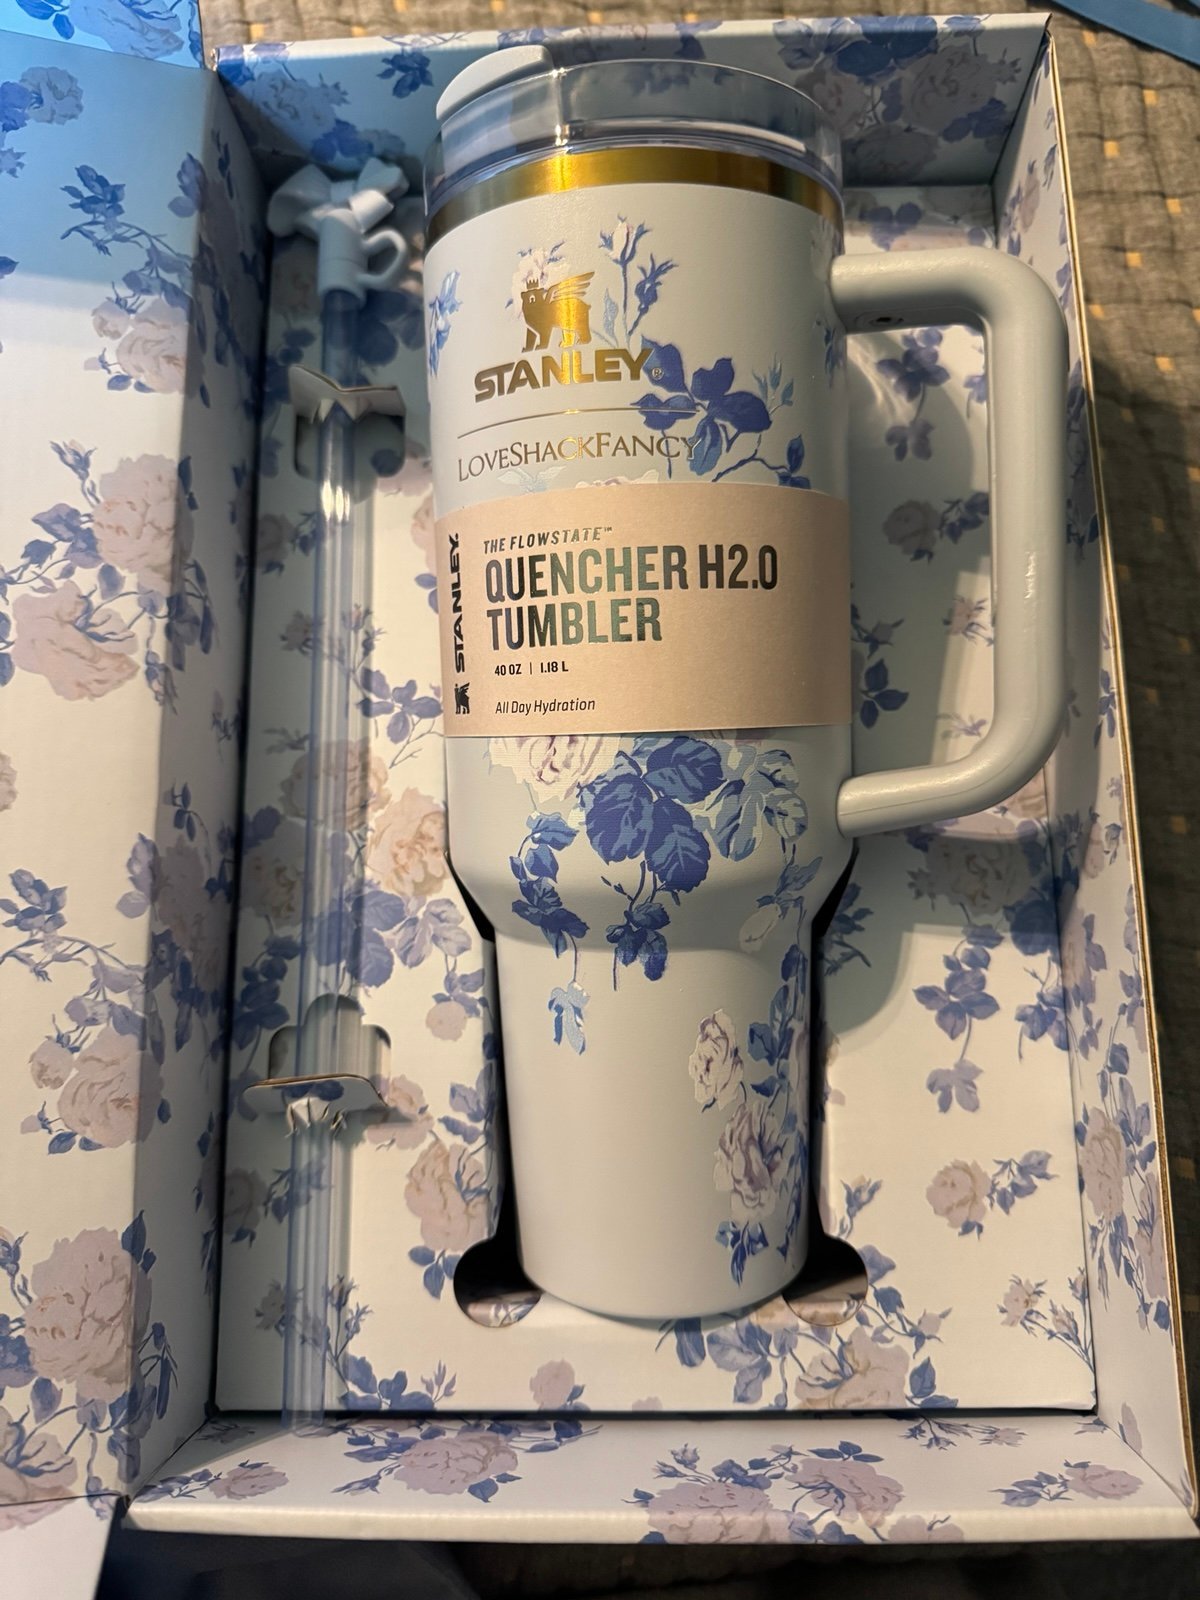 STANLEY®
LOVESHACKFANCY
STANLEY.
THE FLOWSTATE™
QUENCHER H2.0
TUMBLER
40 OZ | 1.18 L
All Day Hydration